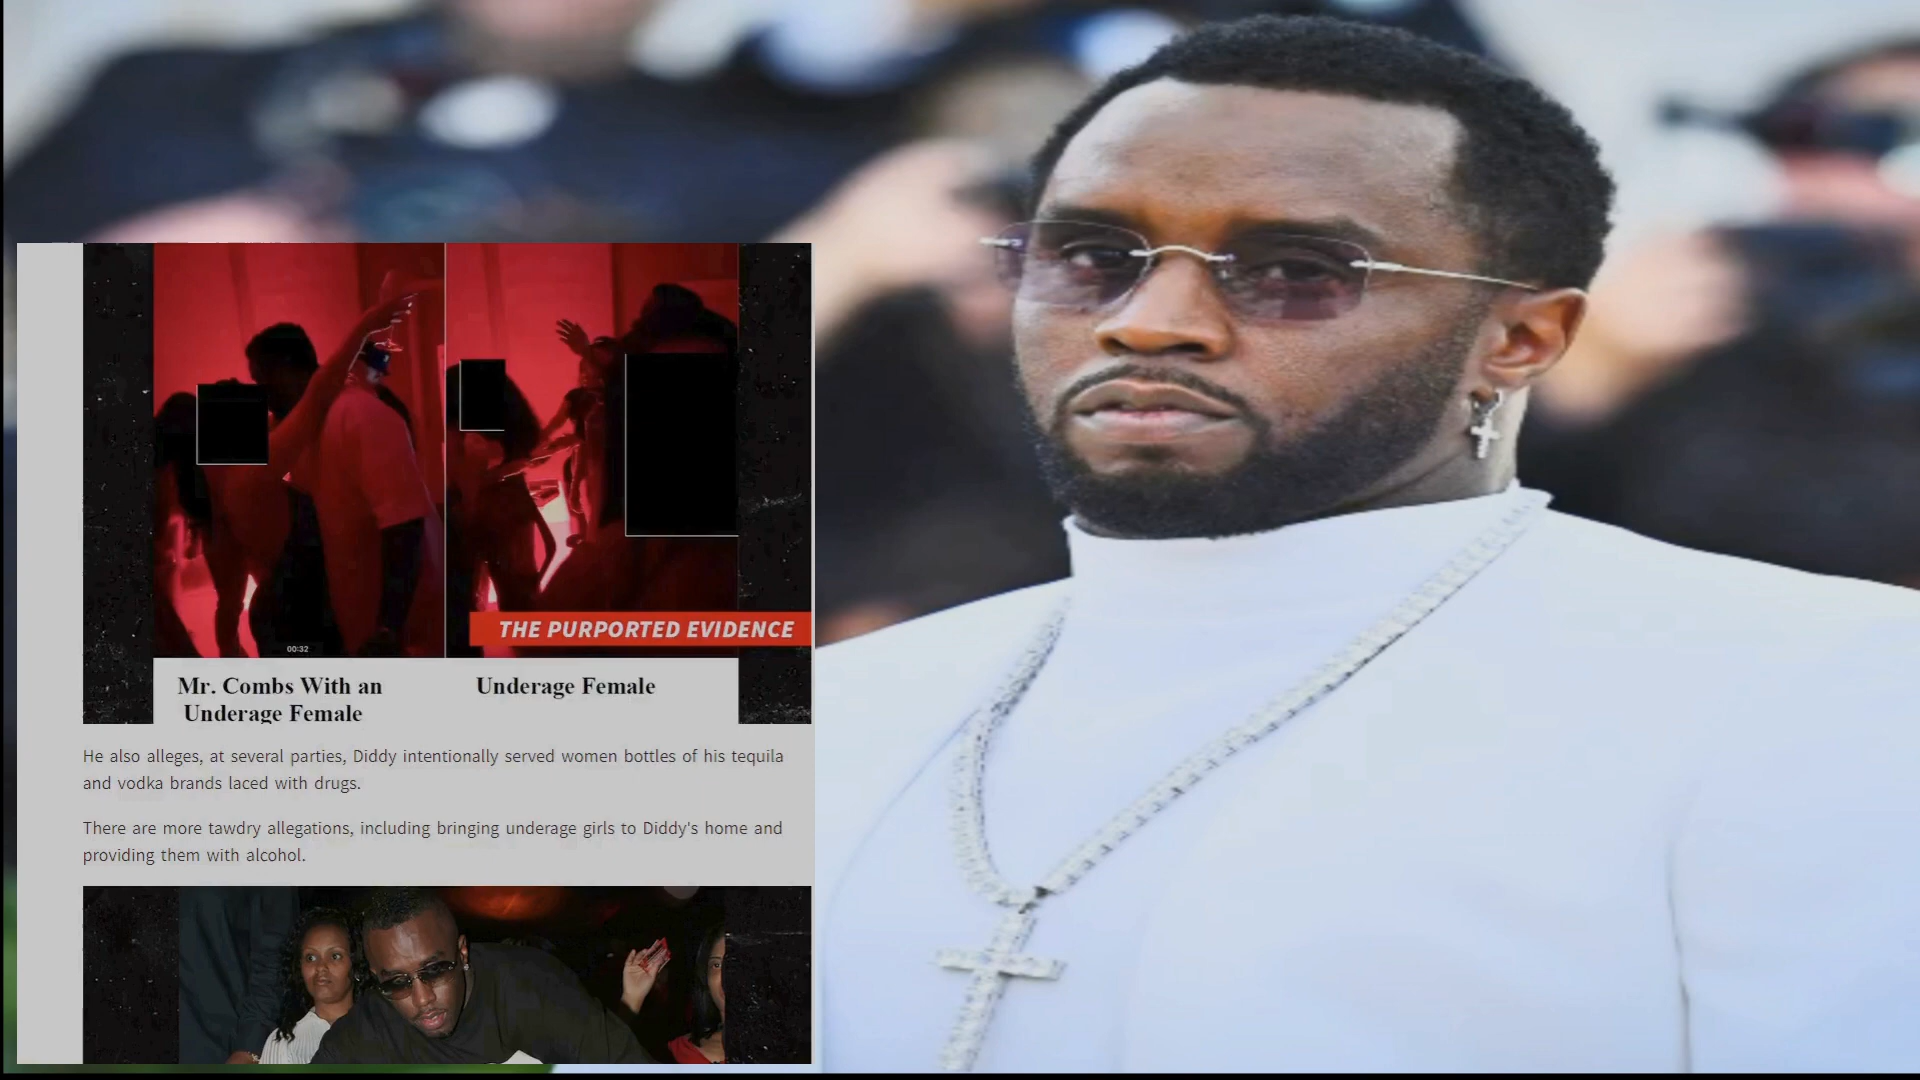 00:32
THE PURPORTED EVIDENCE
Mr. Combs With an
Underage Female
Underage Female
He also alleges, at several parties, Diddy intentionally served women bottles of his tequila
and vodka brands laced with drugs.
There are more tawdry allegations, including bringing underage girls to Diddy's home and
providing them with alcohol.